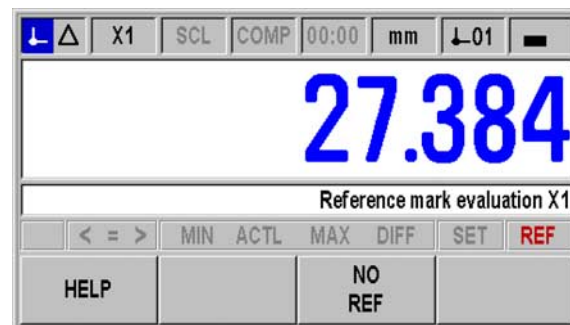 X1 SCL COMP 00:00 mm 01
27.384
Reference mark evaluation X1
< = > MIN ACTL MAX DIFF SET REF
HELP NO REF